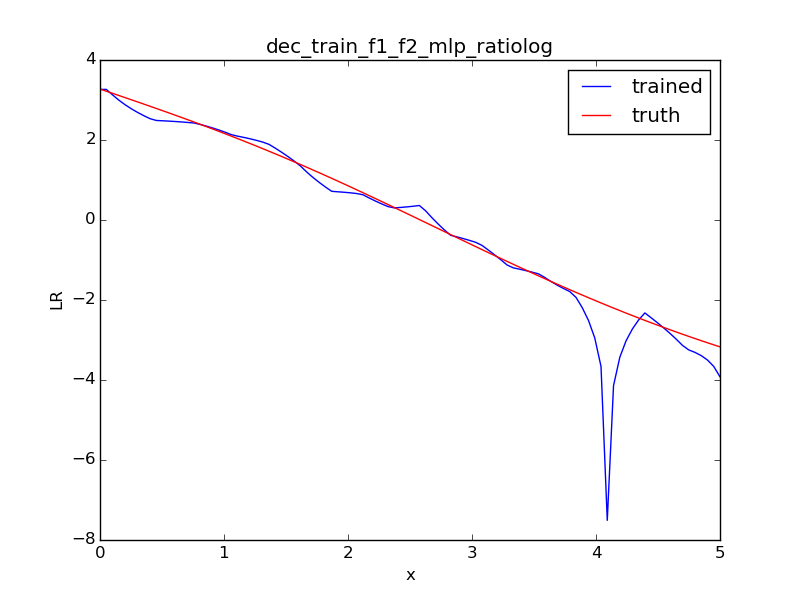 dec_train_f1_f2_mlp_ratiolog
trained
truth
4
2
0
−2
−4
−6
−8
LR
0 1 2 3 4 5
x